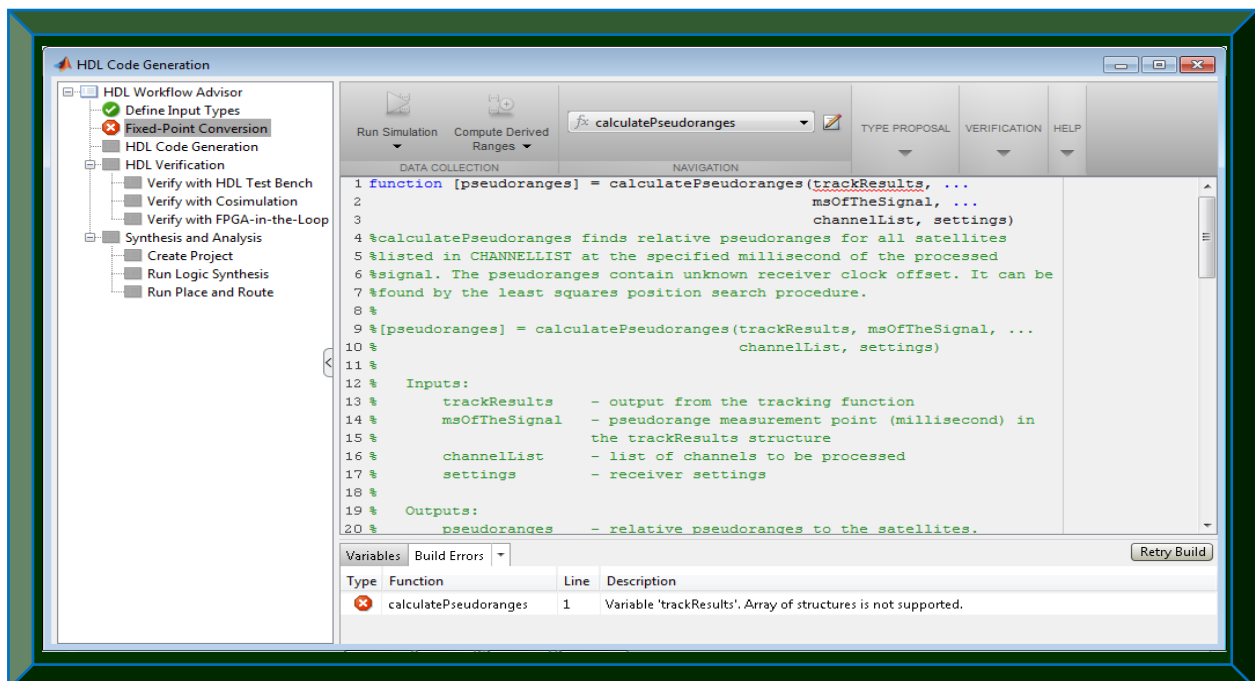 HDL Code Generation
HDL Workflow Advisor
Define Input Types
Fixed-Point Conversion
HDL Code Generation
HDL Verification
Verify with HDL Test Bench
Verify with Cosimulation
Verify with FPGA-in-the-Loop
Synthesis and Analysis
Create Project
Run Logic Synthesis
Run Place and Route
Run Simulation
Compute Derived
Ranges
DATA COLLECTION
fx calculatePseudoranges
NAVIGATION
TYPE PROPOSAL
VERIFICATION
HELP
1 function [pseudoranges] = calculatePseudoranges(trackResults, ...
2 msOfTheSignal, ...
3 channelList, settings)
4 %calculatePseudoranges finds relative pseudoranges for all satellites
5 %listed in CHANNELLIST at the specified millisecond of the processed
6 %signal. The pseudoranges contain unknown receiver clock offset. It can be
7 %found by the least squares position search procedure.
8 %
9 %[pseudoranges] = calculatePseudoranges(trackResults, msOfTheSignal, ...
10 % channelList, settings)
11 %
12 % Inputs:
13 % trackResults - output from the tracking function
14 % msOfTheSignal - pseudorange measurement point (millisecond) in
15 % the trackResults structure
16 % channelList - list of channels to be processed
17 % settings - receiver settings
18 %
19 % Outputs:
20 % pseudoranges - relative pseudoranges to the satellites.
Variables Build Errors
Retry Build
Type Function Line Description
calculatePseudoranges 1 Variable 'trackResults'. Array of structures is not supported.